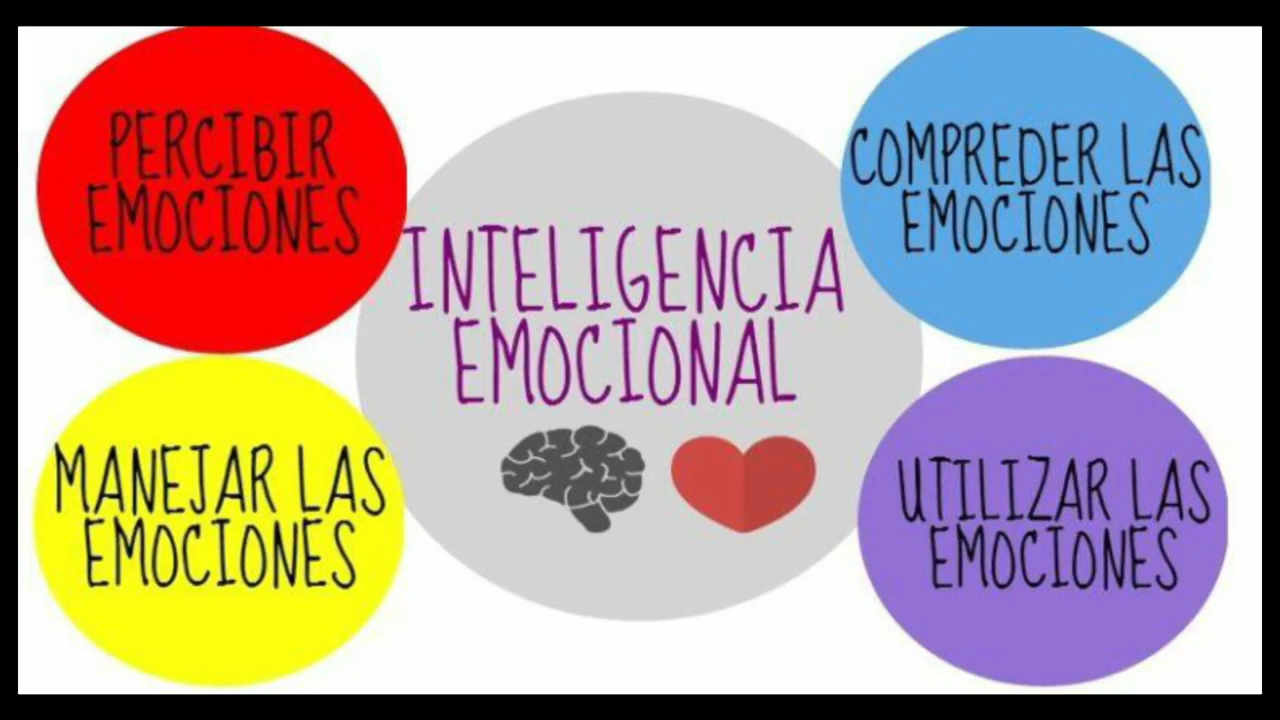 PERCIBIR
EMOCIONES
COMPREDER LAS
EMOCIONES
INTELIGENCIA
EMOCIONAL
MANEJAR LAS
EMOCIONES
UTILIZAR LAS
EMOCIONES